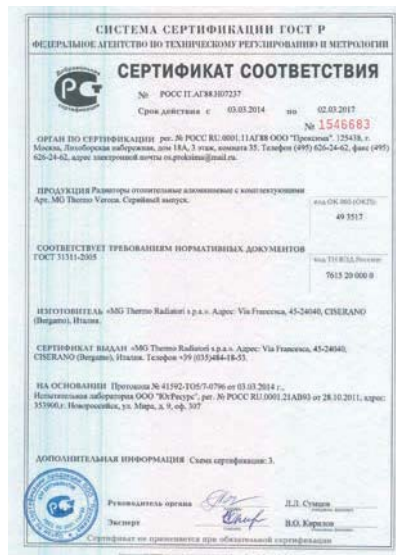 СИСТЕМА СЕРТИФИКАЦИИ ГОСТ Р
ФЕДЕРАЛЬНОЕ АГЕНТСТВО ПО ТЕХНИЧЕСКОМУ РЕГУЛИРОВАНИЮ И МЕТРОЛОГИИ
СЕРТИФИКАТ СООТВЕТСТВИЯ
№ РОСС IT.АГ88.Н07237
Срок действия с 03.03.2014 по 02.03.2017
№ 1546683
ОРГАН ПО СЕРТИФИКАЦИИ рег. № РОСС RU.0001.11АГ88 ООО "Проксима". 125438, г.
Москва, Лихоборская набережная, дом 18А, 3 этаж, комната 35. Телефон (495) 626-24-62, факс (495)
626-24-62, адрес электронной почты os.proksima@mail.ru.
ПРОДУКЦИЯ Радиаторы отопительные алюминиевые с комплектующими
Арт. MG Thermo Verona. Серийный выпуск.
код ОК 005 (ОКП):
49 3517
СООТВЕТСТВУЕТ ТРЕБОВАНИЯМ НОРМАТИВНЫХ ДОКУМЕНТОВ
ГОСТ 31311-2005
код ТН ВЭД России:
7615 20 000 0
ИЗГОТОВИТЕЛЬ «MG Thermo Radiatori s.p.a.». Адрес: Via Francesca, 45-24040, CISERANO
(Bergamo), Италия.
СЕРТИФИКАТ ВЫДАН «MG Thermo Radiatori s.p.a.». Адрес: Via Francesca, 45-24040,
CISERANO (Bergamo), Италия. Телефон +39 (035)484-18-53.
НА ОСНОВАНИИ Протокола № 41592-ТО5/7-0796 от 03.03.2014 г.,
Испытательная лаборатория ООО "ЮгРесурс", рег. № РОСС RU.0001.21АВ93 от 28.10.2011, адрес:
353900,г. Новороссийск, ул. Мира, д. 9, оф. 307
ДОПОЛНИТЕЛЬНАЯ ИНФОРМАЦИЯ Схема сертификации: 3.
Руководитель органа Л.Л. Сумцов
Эксперт В.О. Кирилов
Сертификат не применяется при обязательной сертификации